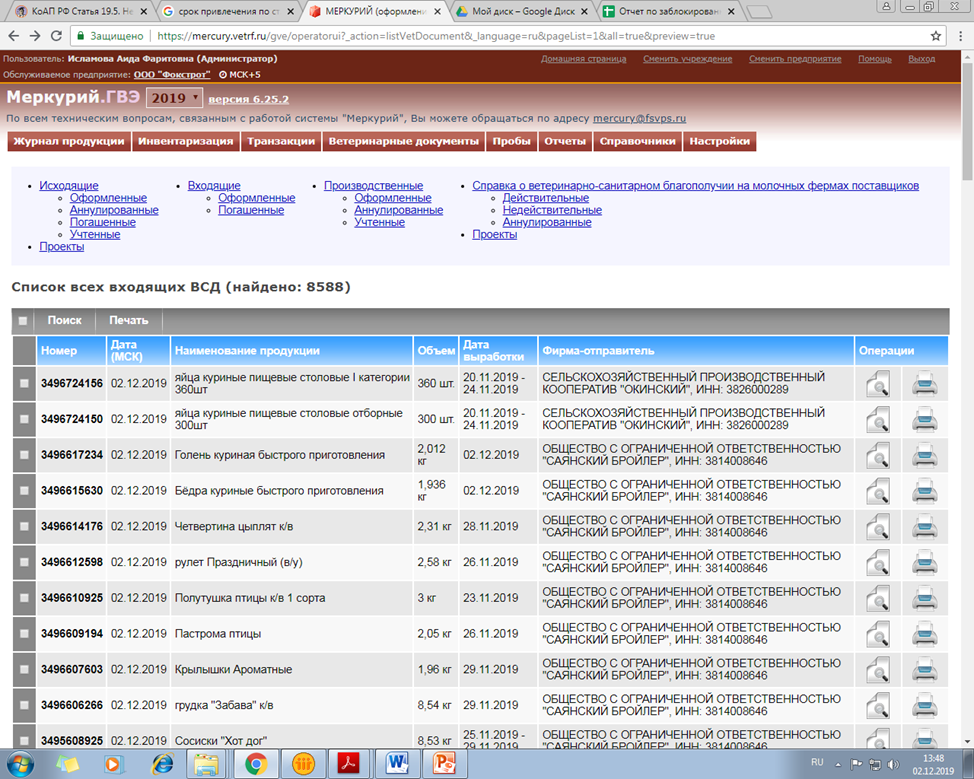 КоАП РФ Статья 19.5. Не
срок привлечения по ст
МЕРКУРИЙ (оформлен
Мой диск – Google Диск
Отчет по заблокирован
Защищено
https://mercury.vetrf.ru/gve/operatorui?_action=listVetDocument&_language=ru&pageList=1&all=true&preview=true
Пользователь: Исламова Аида Фаритовна (Администратор)
Домашняя страница Сменить учреждение Сменить предприятие Помощь Выход
Обслуживаемое предприятие: ООО "Фокстрот" МСК+5
Меркурий.ГВЭ 2019 версия 6.25.2
По всем техническим вопросам, связанным с работой системы "Меркурий", Вы можете обращаться по адресу mercury@fsvps.ru
Журнал продукции Инвентаризация Транзакции Ветеринарные документы Пробы Отчеты Справочники Настройки
Исходящие
Оформленные
Аннулированные
Погашенные
Учтенные
Проекты
Входящие
Оформленные
Погашенные
Производственные
Оформленные
Аннулированные
Учтенные
Справка о ветеринарно-санитарном благополучии на молочных фермах поставщиков
Действительные
Недействительные
Аннулированные
Проекты
Список всех входящих ВСД (найдено: 8588)
Поиск Печать
Номер Дата (МСК) Наименование продукции Объем Дата выработки Фирма-отправитель Операции
3496724156 02.12.2019 яйца куриные пищевые столовые I категории 360шт 360 шт. 20.11.2019 - 24.11.2019 СЕЛЬСКОХОЗЯЙСТВЕННЫЙ ПРОИЗВОДСТВЕННЫЙ КООПЕРАТИВ "ОКИНСКИЙ", ИНН: 3826000289
3496724150 02.12.2019 яйца куриные пищевые столовые отборные 300шт 300 шт. 20.11.2019 - 24.11.2019 СЕЛЬСКОХОЗЯЙСТВЕННЫЙ ПРОИЗВОДСТВЕННЫЙ КООПЕРАТИВ "ОКИНСКИЙ", ИНН: 3826000289
3496617234 02.12.2019 Голень куриная быстрого приготовления 2,012 кг 02.12.2019 ОБЩЕСТВО С ОГРАНИЧЕННОЙ ОТВЕТСТВЕННОСТЬЮ "САЯНСКИЙ БРОЙЛЕР", ИНН: 3814008646
3496615630 02.12.2019 Бёдра куриные быстрого приготовления 1,936 кг 02.12.2019 ОБЩЕСТВО С ОГРАНИЧЕННОЙ ОТВЕТСТВЕННОСТЬЮ "САЯНСКИЙ БРОЙЛЕР", ИНН: 3814008646
3496614176 02.12.2019 Четвертина цыплят к/в 2,31 кг 28.11.2019 ОБЩЕСТВО С ОГРАНИЧЕННОЙ ОТВЕТСТВЕННОСТЬЮ "САЯНСКИЙ БРОЙЛЕР", ИНН: 3814008646
3496612598 02.12.2019 рулет Праздничный (в/у) 2,58 кг 26.11.2019 ОБЩЕСТВО С ОГРАНИЧЕННОЙ ОТВЕТСТВЕННОСТЬЮ "САЯНСКИЙ БРОЙЛЕР", ИНН: 3814008646
3496610925 02.12.2019 Полутушка птицы к/в 1 сорта 3 кг 23.11.2019 ОБЩЕСТВО С ОГРАНИЧЕННОЙ ОТВЕТСТВЕННОСТЬЮ "САЯНСКИЙ БРОЙЛЕР", ИНН: 3814008646
3496609194 02.12.2019 Пастрома птицы 2,05 кг 26.11.2019 ОБЩЕСТВО С ОГРАНИЧЕННОЙ ОТВЕТСТВЕННОСТЬЮ "САЯНСКИЙ БРОЙЛЕР", ИНН: 3814008646
3496607603 02.12.2019 Крылышки Ароматные 1,96 кг 29.11.2019 ОБЩЕСТВО С ОГРАНИЧЕННОЙ ОТВЕТСТВЕННОСТЬЮ "САЯНСКИЙ БРОЙЛЕР", ИНН: 3814008646
3496606266 02.12.2019 грудка "Забава" к/в 8,54 кг 29.11.2019 ОБЩЕСТВО С ОГРАНИЧЕННОЙ ОТВЕТСТВЕННОСТЬЮ "САЯНСКИЙ БРОЙЛЕР", ИНН: 3814008646
3495608925 02.12.2019 Сосиски "Хот дог" 8,53 кг 25.11.2019 - 29.11.2019 ОБЩЕСТВО С ОГРАНИЧЕННОЙ ОТВЕТСТВЕННОСТЬЮ "САЯНСКИЙ БРОЙЛЕР", ИНН: 3814008646
RU 13:48
02.12.2019